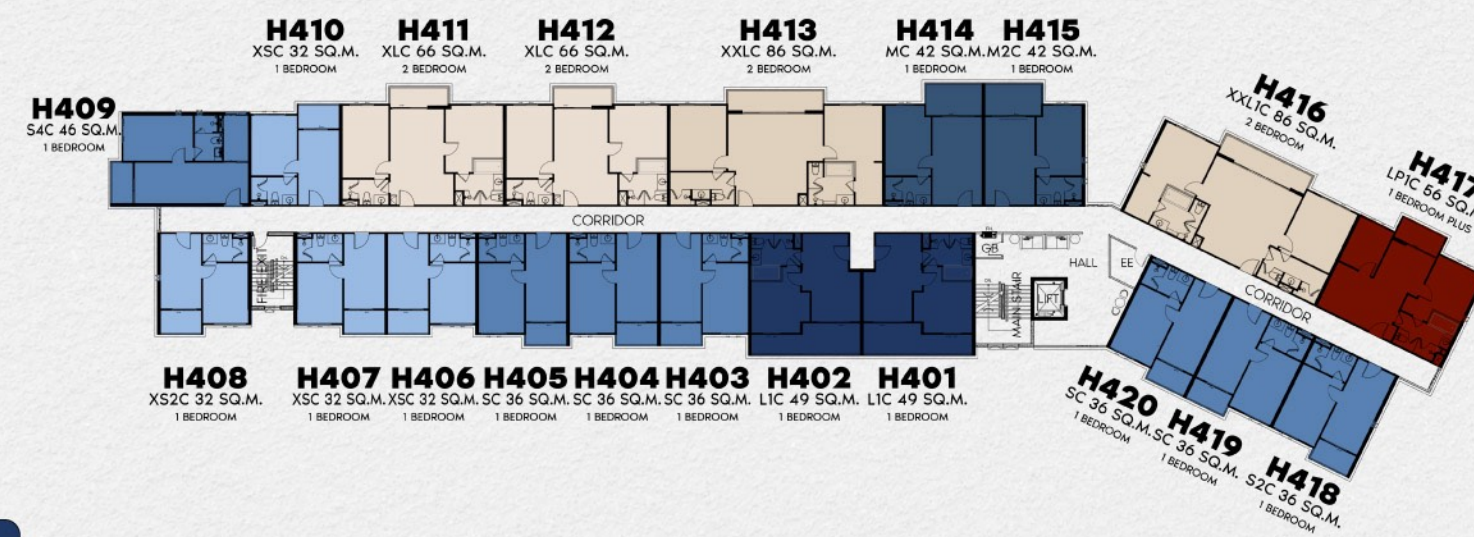 H410
XSC 32 SQ.M.
1 BEDROOM
H411
XLC 66 SQ.M.
2 BEDROOM
H412
XLC 66 SQ.M.
2 BEDROOM
H413
XXLC 86 SQ.M.
2 BEDROOM
H414
MC 42 SQ.M.
1 BEDROOM
H415
M2C 42 SQ.M.
1 BEDROOM
H409
S4C 46 SQ.M.
1 BEDROOM
H416
XXL1C 86 SQ.M.
2 BEDROOM
H417
LP1C 56 SQ.M
1 BEDROOM PLUS
CORRIDOR
FIRE EXIT
GB
HALL
EE
MAIN STAIR
LIFT
CORRIDOR
H408
XS2C 32 SQ.M.
1 BEDROOM
H407
XSC 32 SQ.M.
1 BEDROOM
H406
XSC 32 SQ.M.
1 BEDROOM
H405
SC 36 SQ.M.
1 BEDROOM
H404
SC 36 SQ.M.
1 BEDROOM
H403
SC 36 SQ.M.
1 BEDROOM
H402
L1C 49 SQ.M.
1 BEDROOM
H401
L1C 49 SQ.M.
1 BEDROOM
H420
SC 36 SQ.M.
1 BEDROOM
H419
SC 36 SQ.M.
1 BEDROOM
H418
S2C 36 SQ.M.
1 BEDROOM